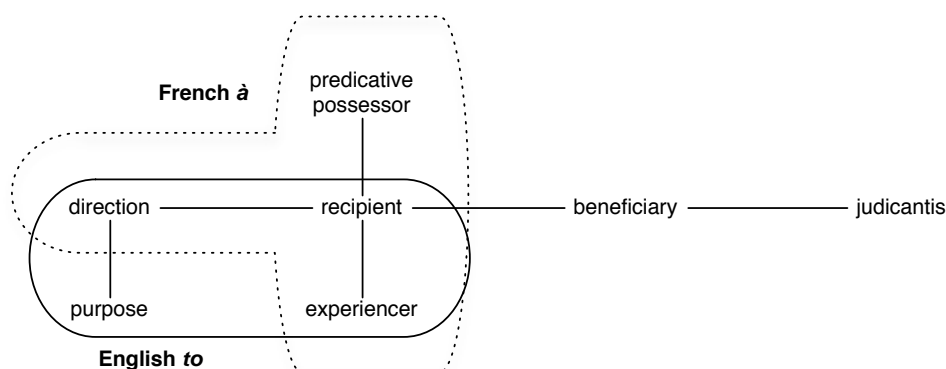 predicative
possessor
French à
direction
recipient
beneficiary
judicantis
purpose
experiencer
English to